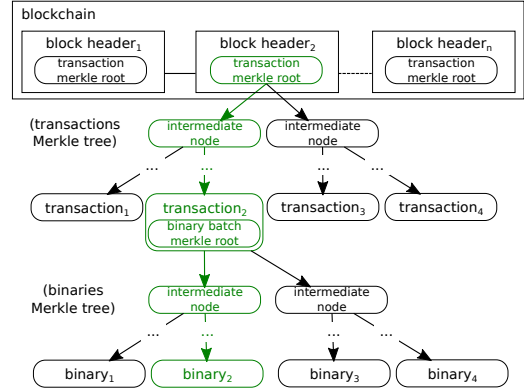 blockchain
block header₁ block header₂ block headerₙ
transaction transaction transaction
merkle root merkle root merkle root
(transactions intermediate intermediate
Merkle tree) node node
... ... ... ...
transaction₁ transaction₂ transaction₃ transaction₄
binary batch
merkle root
(binaries intermediate intermediate
Merkle tree) node node
... ... ... ...
binary₁ binary₂ binary₃ binary₄